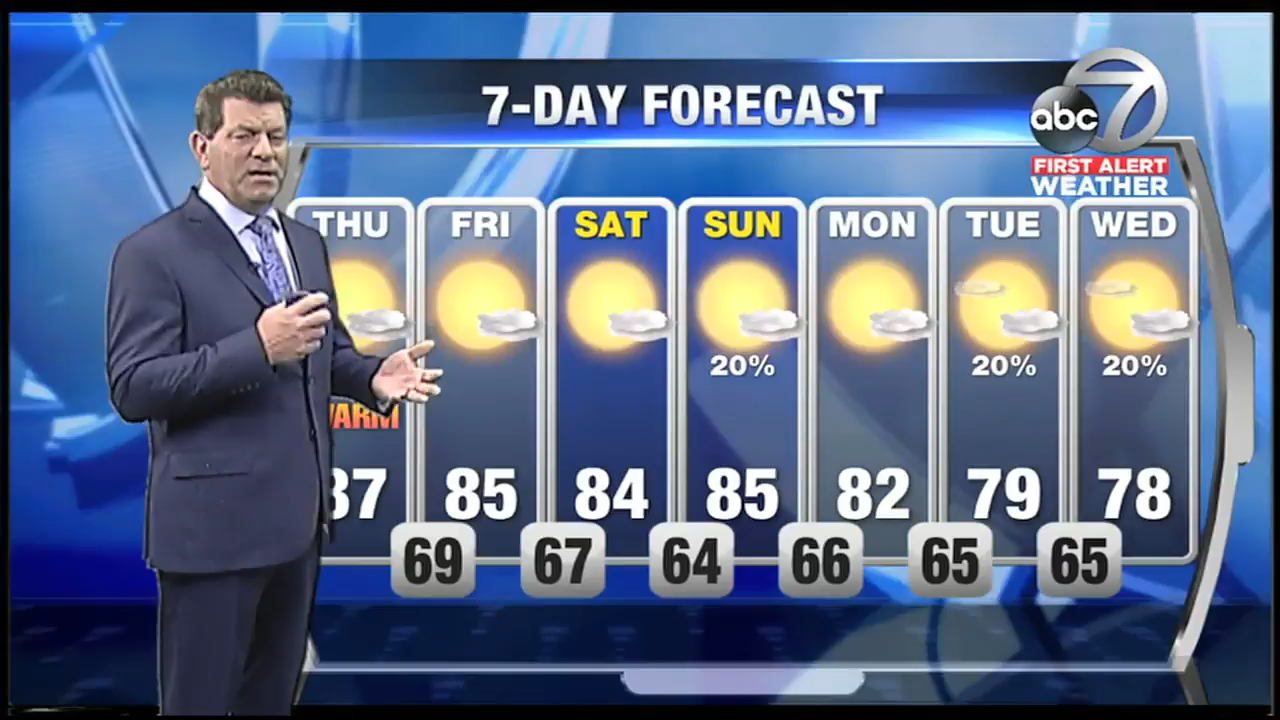 7-DAY FORECAST
abc 7
FIRST ALERT
WEATHER
THU FRI SAT SUN MON TUE WED
20% 20% 20%
85 84 85 82 79 78
69 67 64 66 65 65